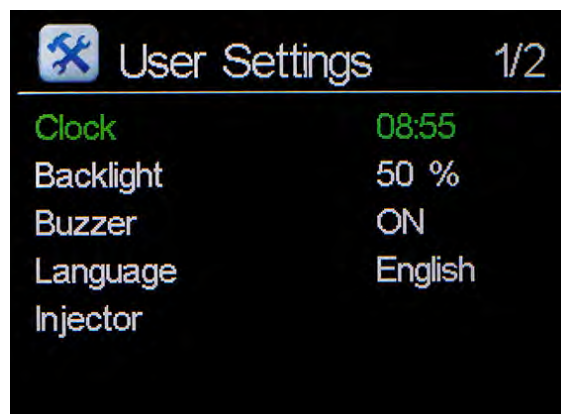 User Settings 1/2
Clock 08:55
Backlight 50 %
Buzzer ON
Language English
Injector